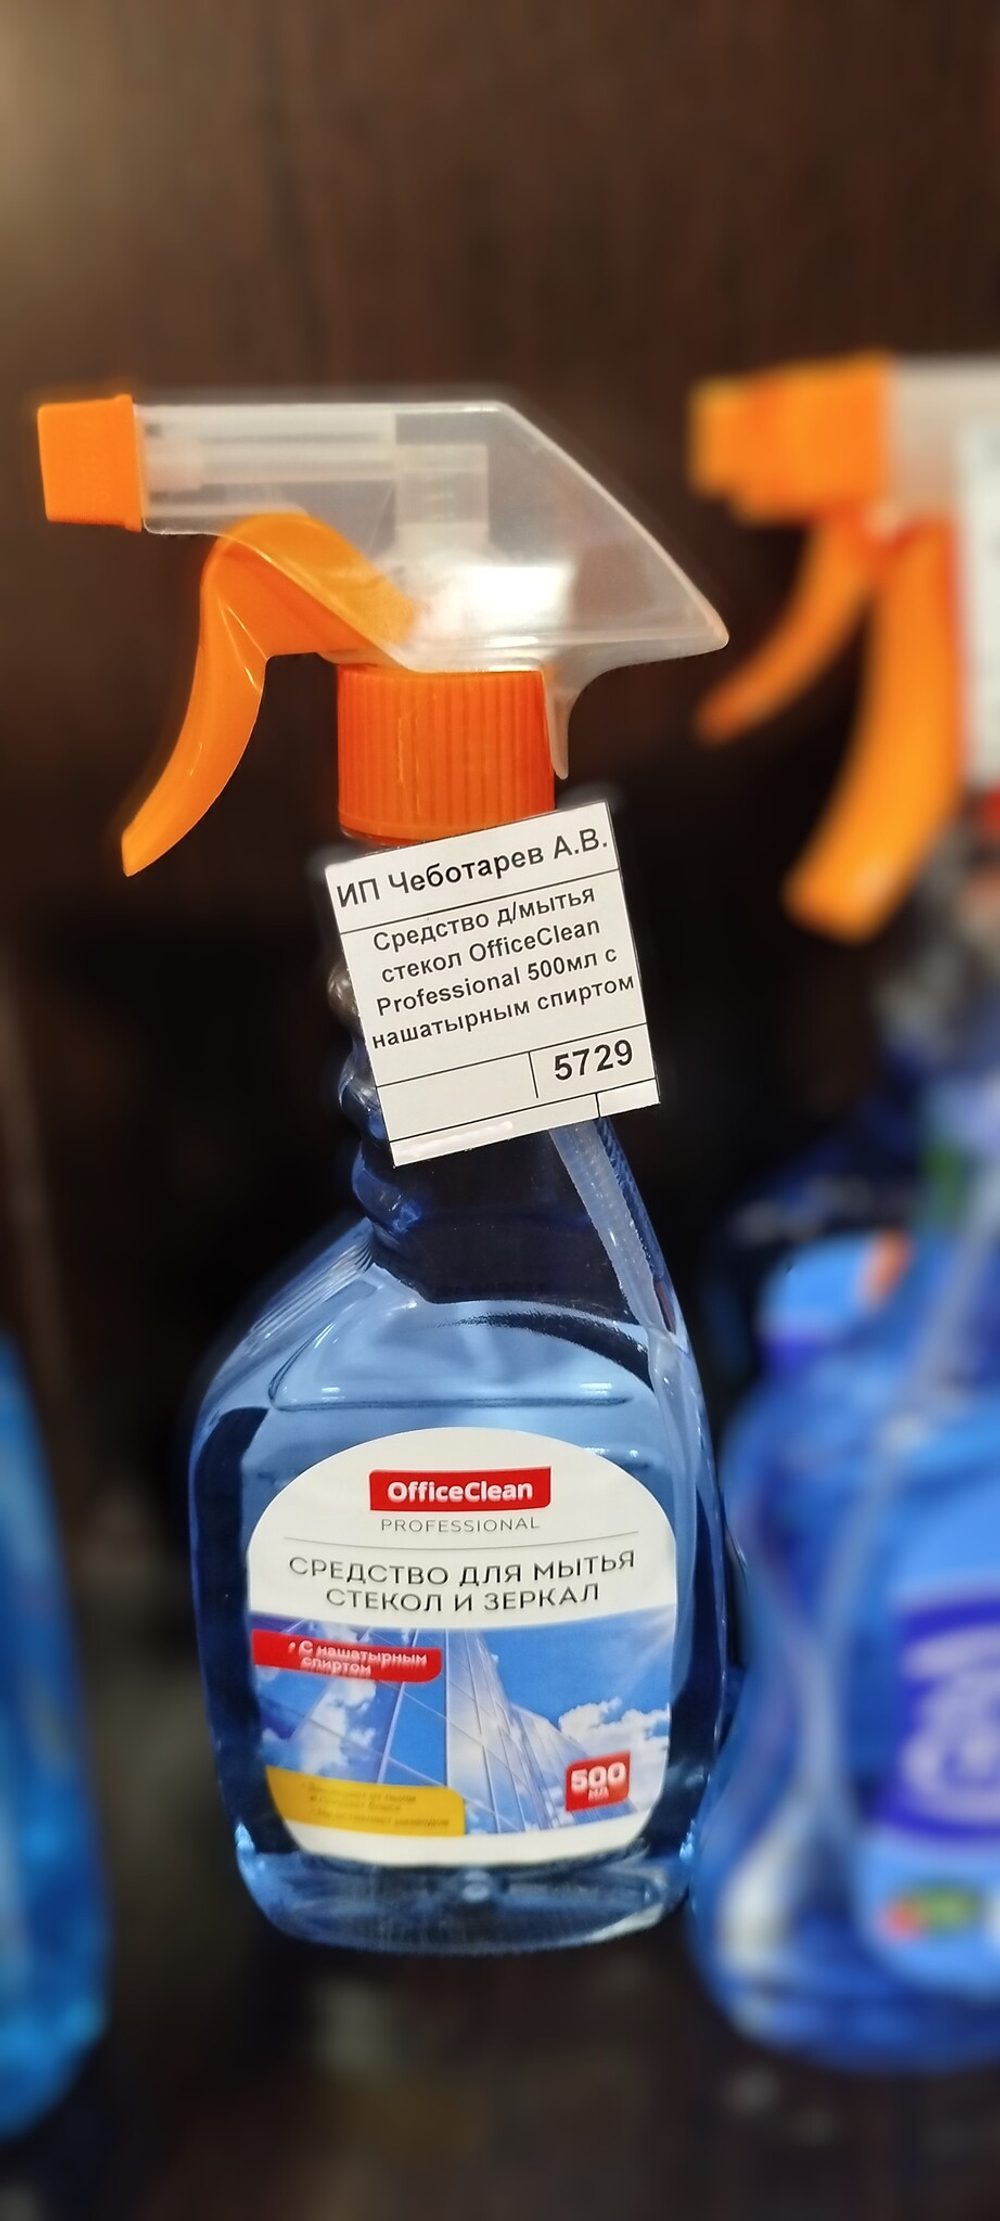 ИП Чеботарев А.В.
Средство д/мытья
стекол OfficeClean
Professional 500мл с
нашатырным спиртом
5729
OfficeClean
PROFESSIONAL
СРЕДСТВО ДЛЯ МЫТЬЯ
СТЕКОЛ И ЗЕРКАЛ
• С нашатырным
спиртом
500
МЛ